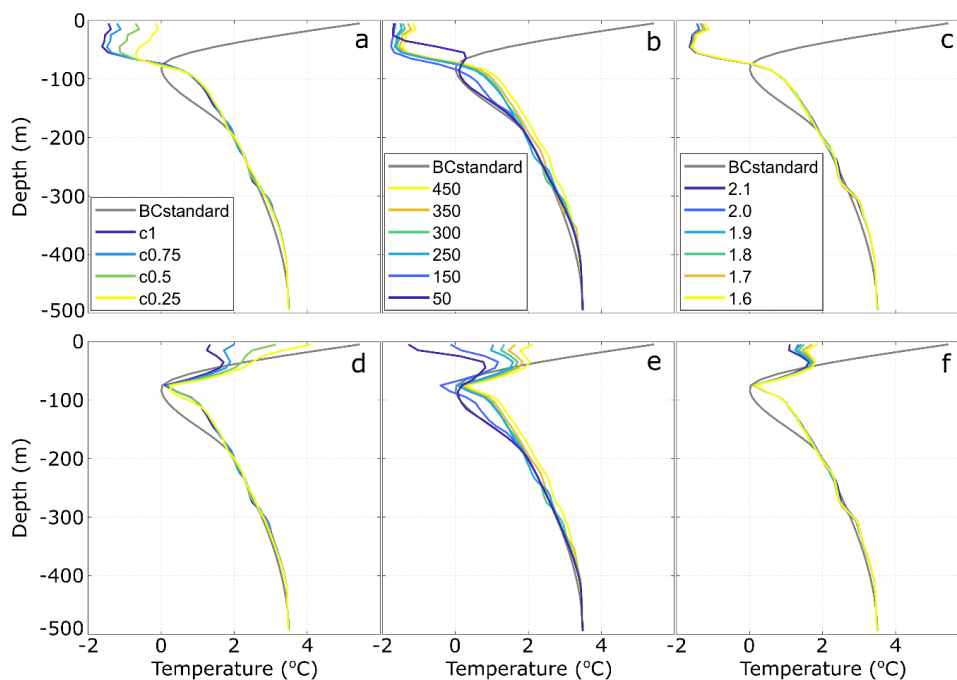 0
-100
-200
-300
-400
-500
Depth (m)
a
BCstandard
c1
c0.75
c0.5
c0.25
b
BCstandard
450
350
300
250
150
50
c
BCstandard
2.1
2.0
1.9
1.8
1.7
1.6
0
-100
-200
-300
-400
-500
Depth (m)
d
e
f
-2 0 2 4
0 2 4
0 2 4
Temperature (°C)
Temperature (°C)
Temperature (°C)